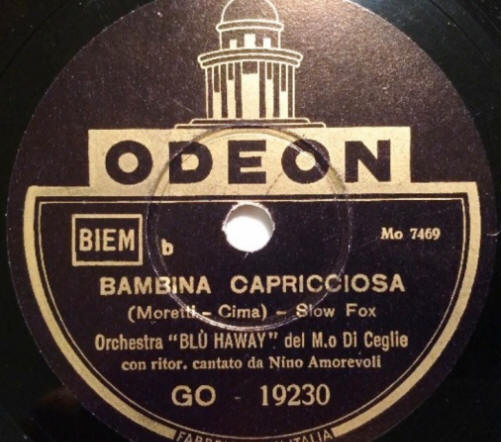 ODEON
BIEM b Mo 7469
BAMBINA CAPRICCIOSA
(Moretti - Cima) - Slow Fox
Orchestra "BLÙ HAWAY" del M.o Di Ceglie
con ritor. cantato da Nino Amorevoli
GO - 19230